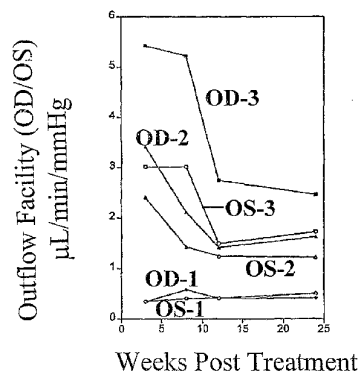 Outflow Facility (OD/OS)
µL/min/mmHg
6
5
4
3
2
1
0
OD-3
OD-2
OS-3
OS-2
OD-1
OS-1
0 5 10 15 20 25
Weeks Post Treatment